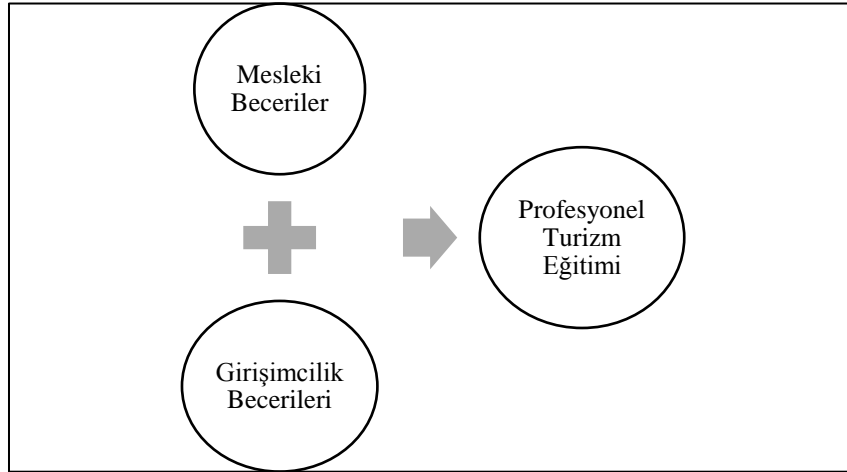 Mesleki
Beceriler
Profesyonel
Turizm
Eğitimi
Girişimcilik
Becerileri